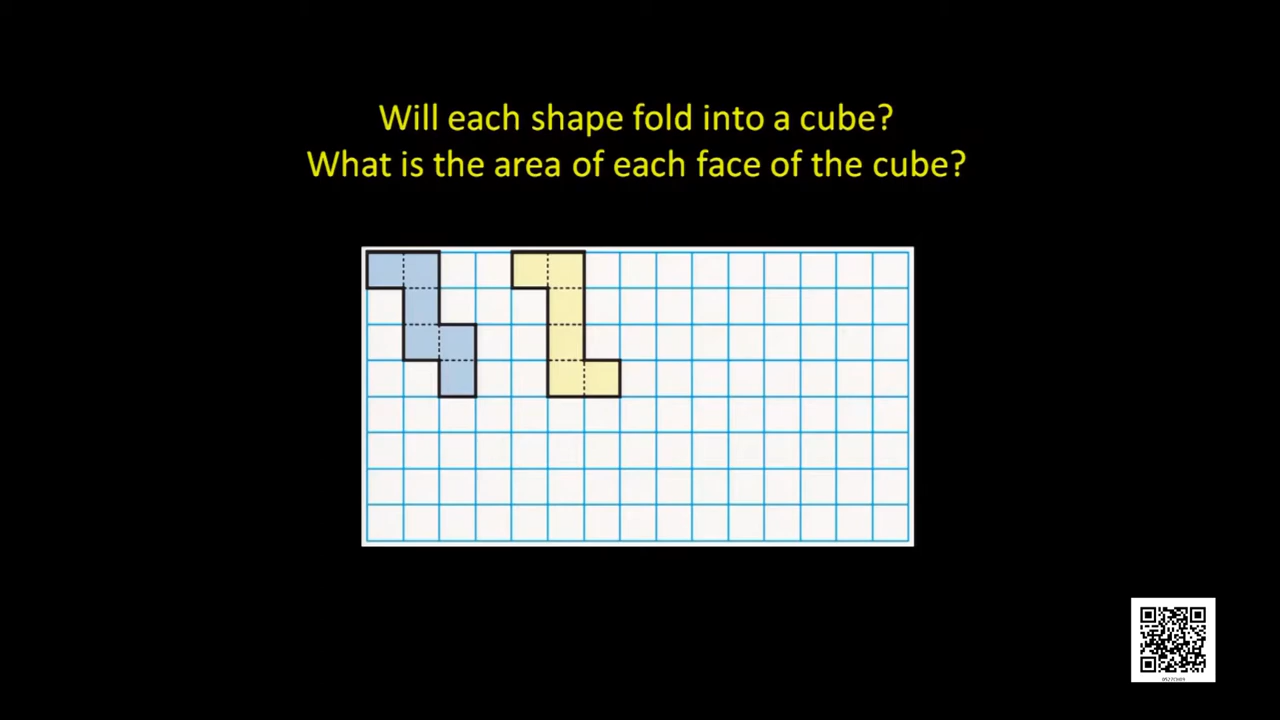 Will each shape fold into a cube?
What is the area of each face of the cube?